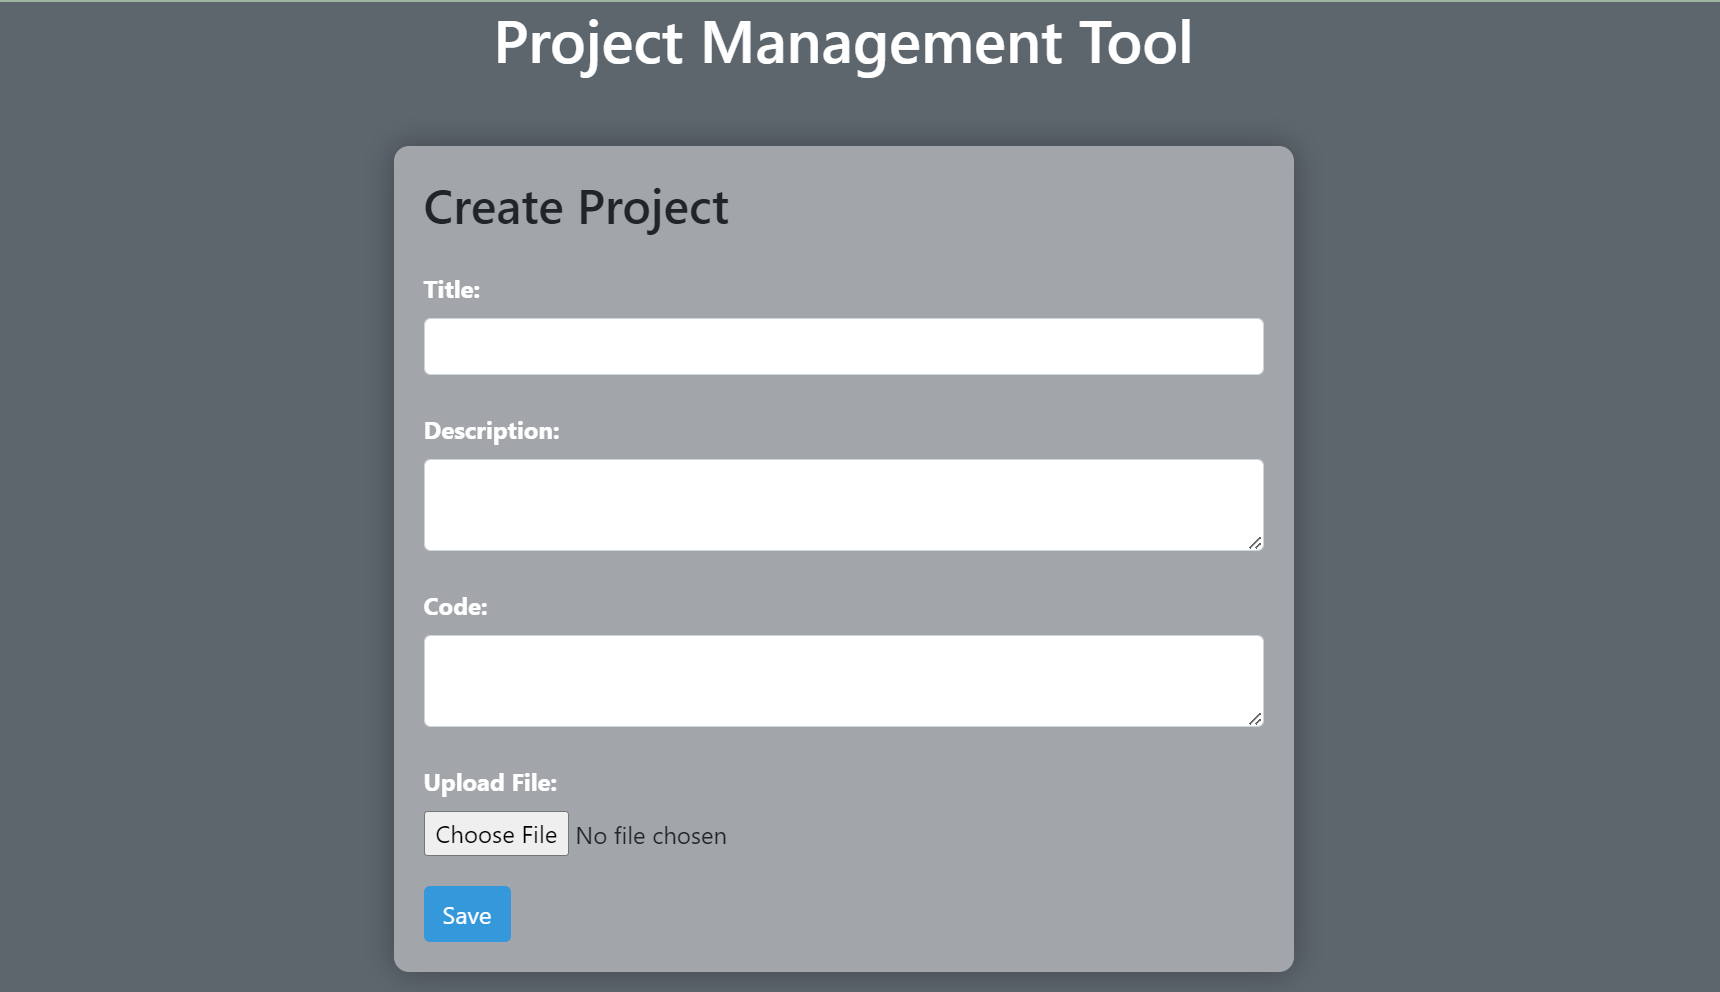 Project Management Tool
Create Project
Title:
Description:
Code:
Upload File:
Choose File No file chosen
Save